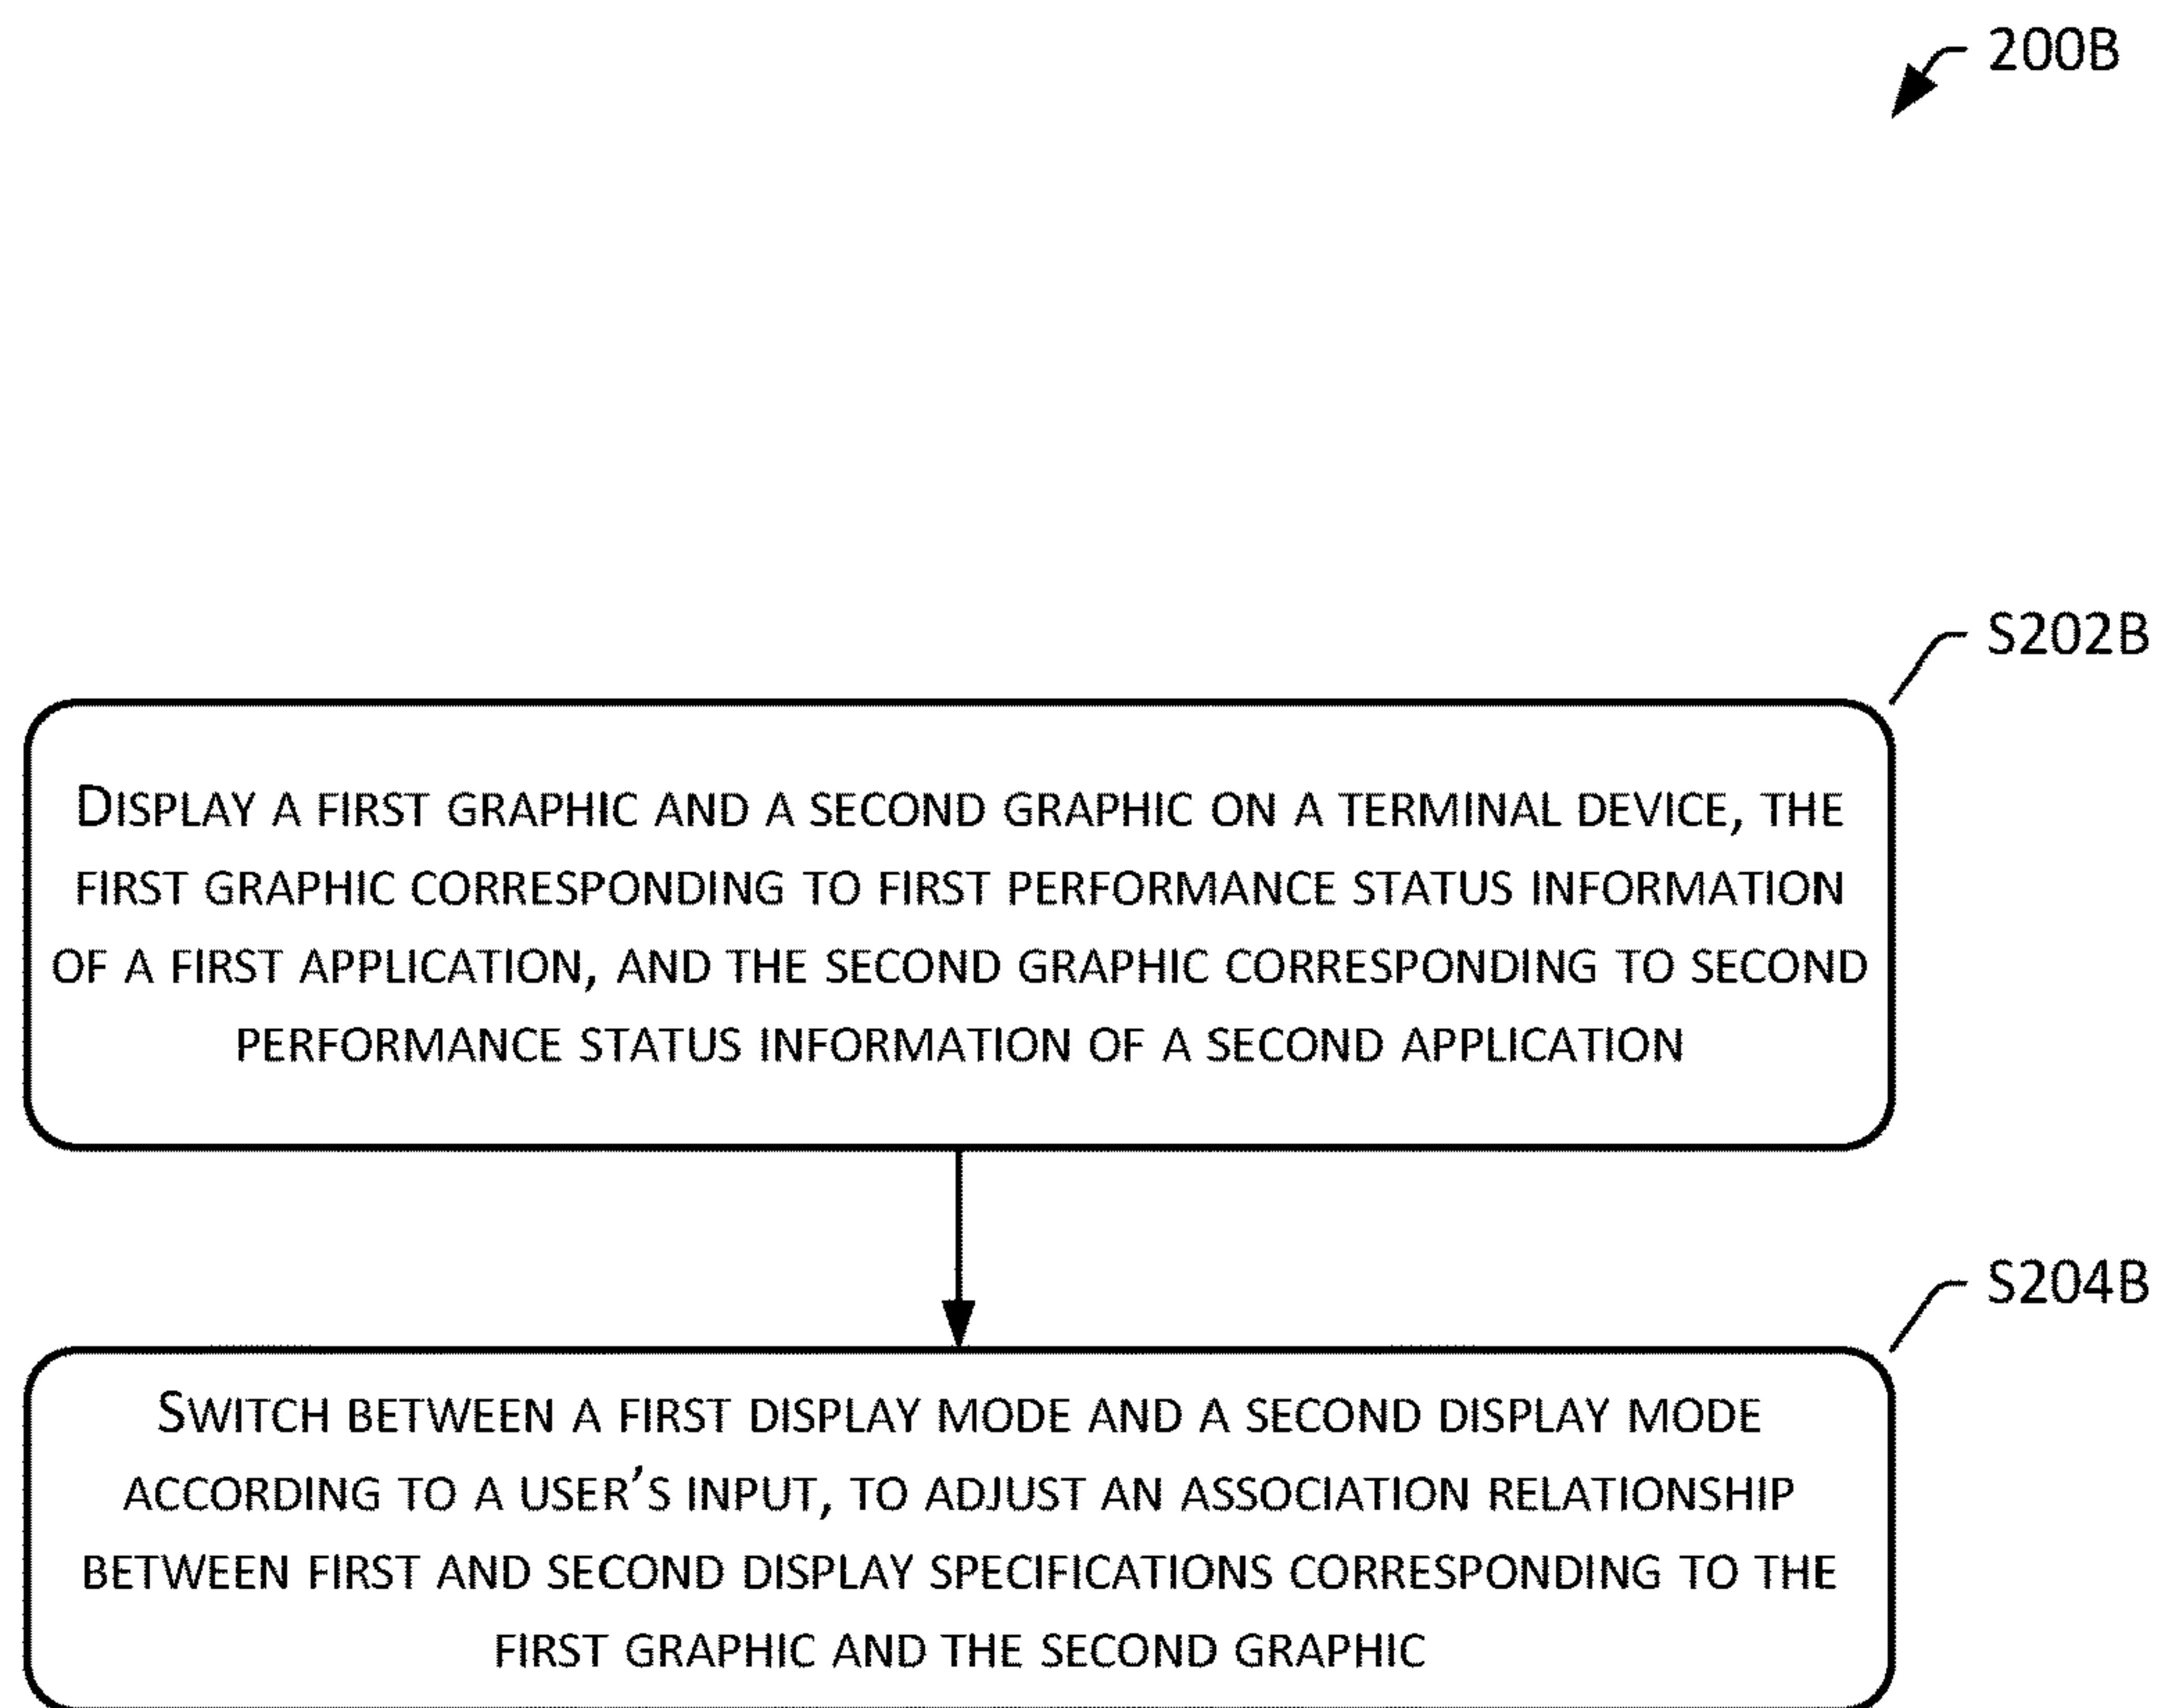 200B
S202B
DISPLAY A FIRST GRAPHIC AND A SECOND GRAPHIC ON A TERMINAL DEVICE, THE
FIRST GRAPHIC CORRESPONDING TO FIRST PERFORMANCE STATUS INFORMATION
OF A FIRST APPLICATION, AND THE SECOND GRAPHIC CORRESPONDING TO SECOND
PERFORMANCE STATUS INFORMATION OF A SECOND APPLICATION
S204B
SWITCH BETWEEN A FIRST DISPLAY MODE AND A SECOND DISPLAY MODE
ACCORDING TO A USER’S INPUT, TO ADJUST AN ASSOCIATION RELATIONSHIP
BETWEEN FIRST AND SECOND DISPLAY SPECIFICATIONS CORRESPONDING TO THE
FIRST GRAPHIC AND THE SECOND GRAPHIC